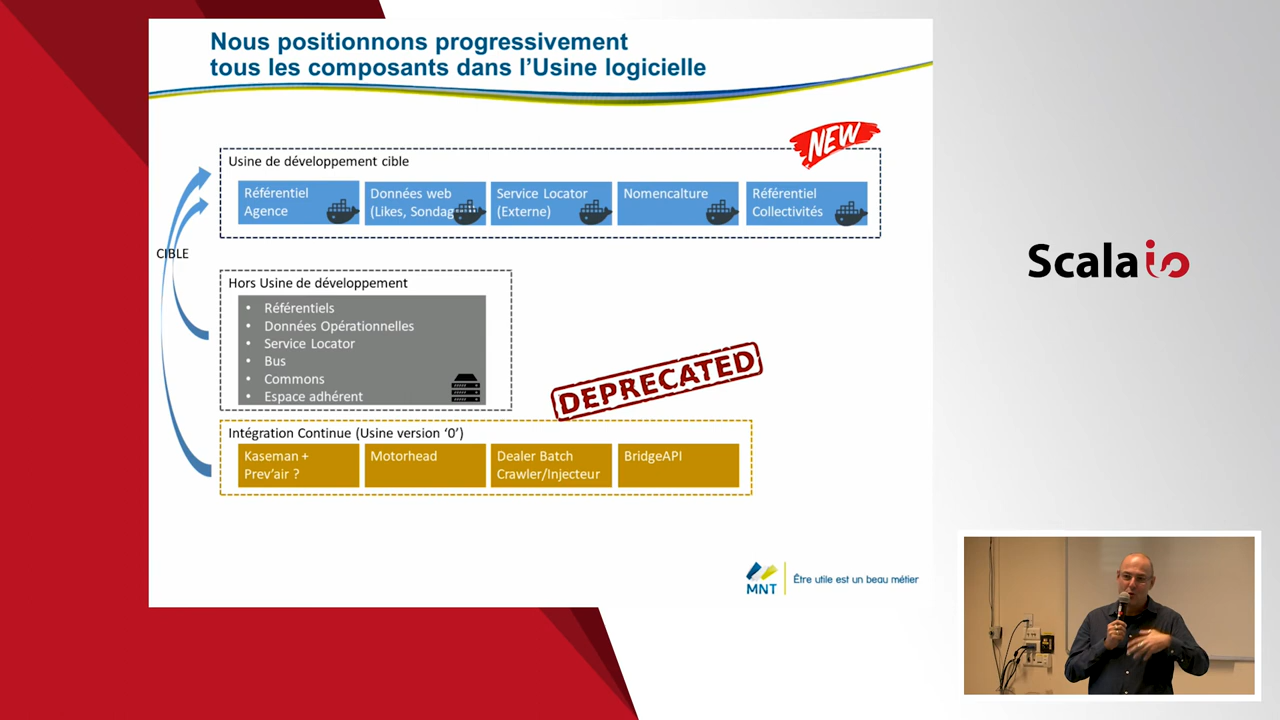 Nous positionnons progressivement
tous les composants dans l'Usine logicielle
NEW
Usine de développement cible
Référentiel
Agence
Données web
(Likes, Sondag
Service Locator
(Externe)
Nomencalture
Référentiel
Collectivités
CIBLE
Hors Usine de développement
• Référentiels
• Données Opérationnelles
• Service Locator
• Bus
• Commons
• Espace adhérent
DEPRECATED
Intégration Continue (Usine version '0')
Kaseman +
Prev'air ?
Motorhead
Dealer Batch
Crawler/Injecteur
BridgeAPI
MNT
Être utile est un beau métier
Scala io